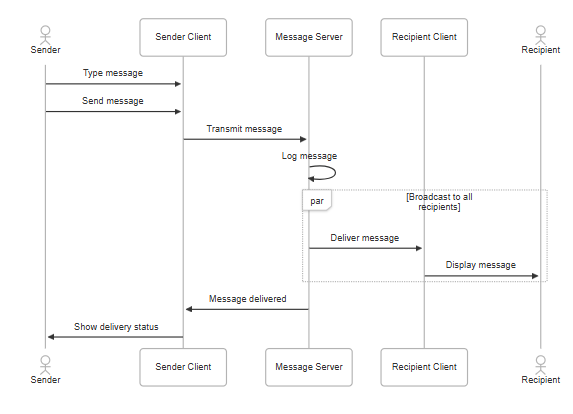 Sender
Sender Client
Message Server
Recipient Client
Recipient
Type message
Send message
Transmit message
Log message
par
[Broadcast to all
recipients]
Deliver message
Display message
Message delivered
Show delivery status
Sender
Sender Client
Message Server
Recipient Client
Recipient